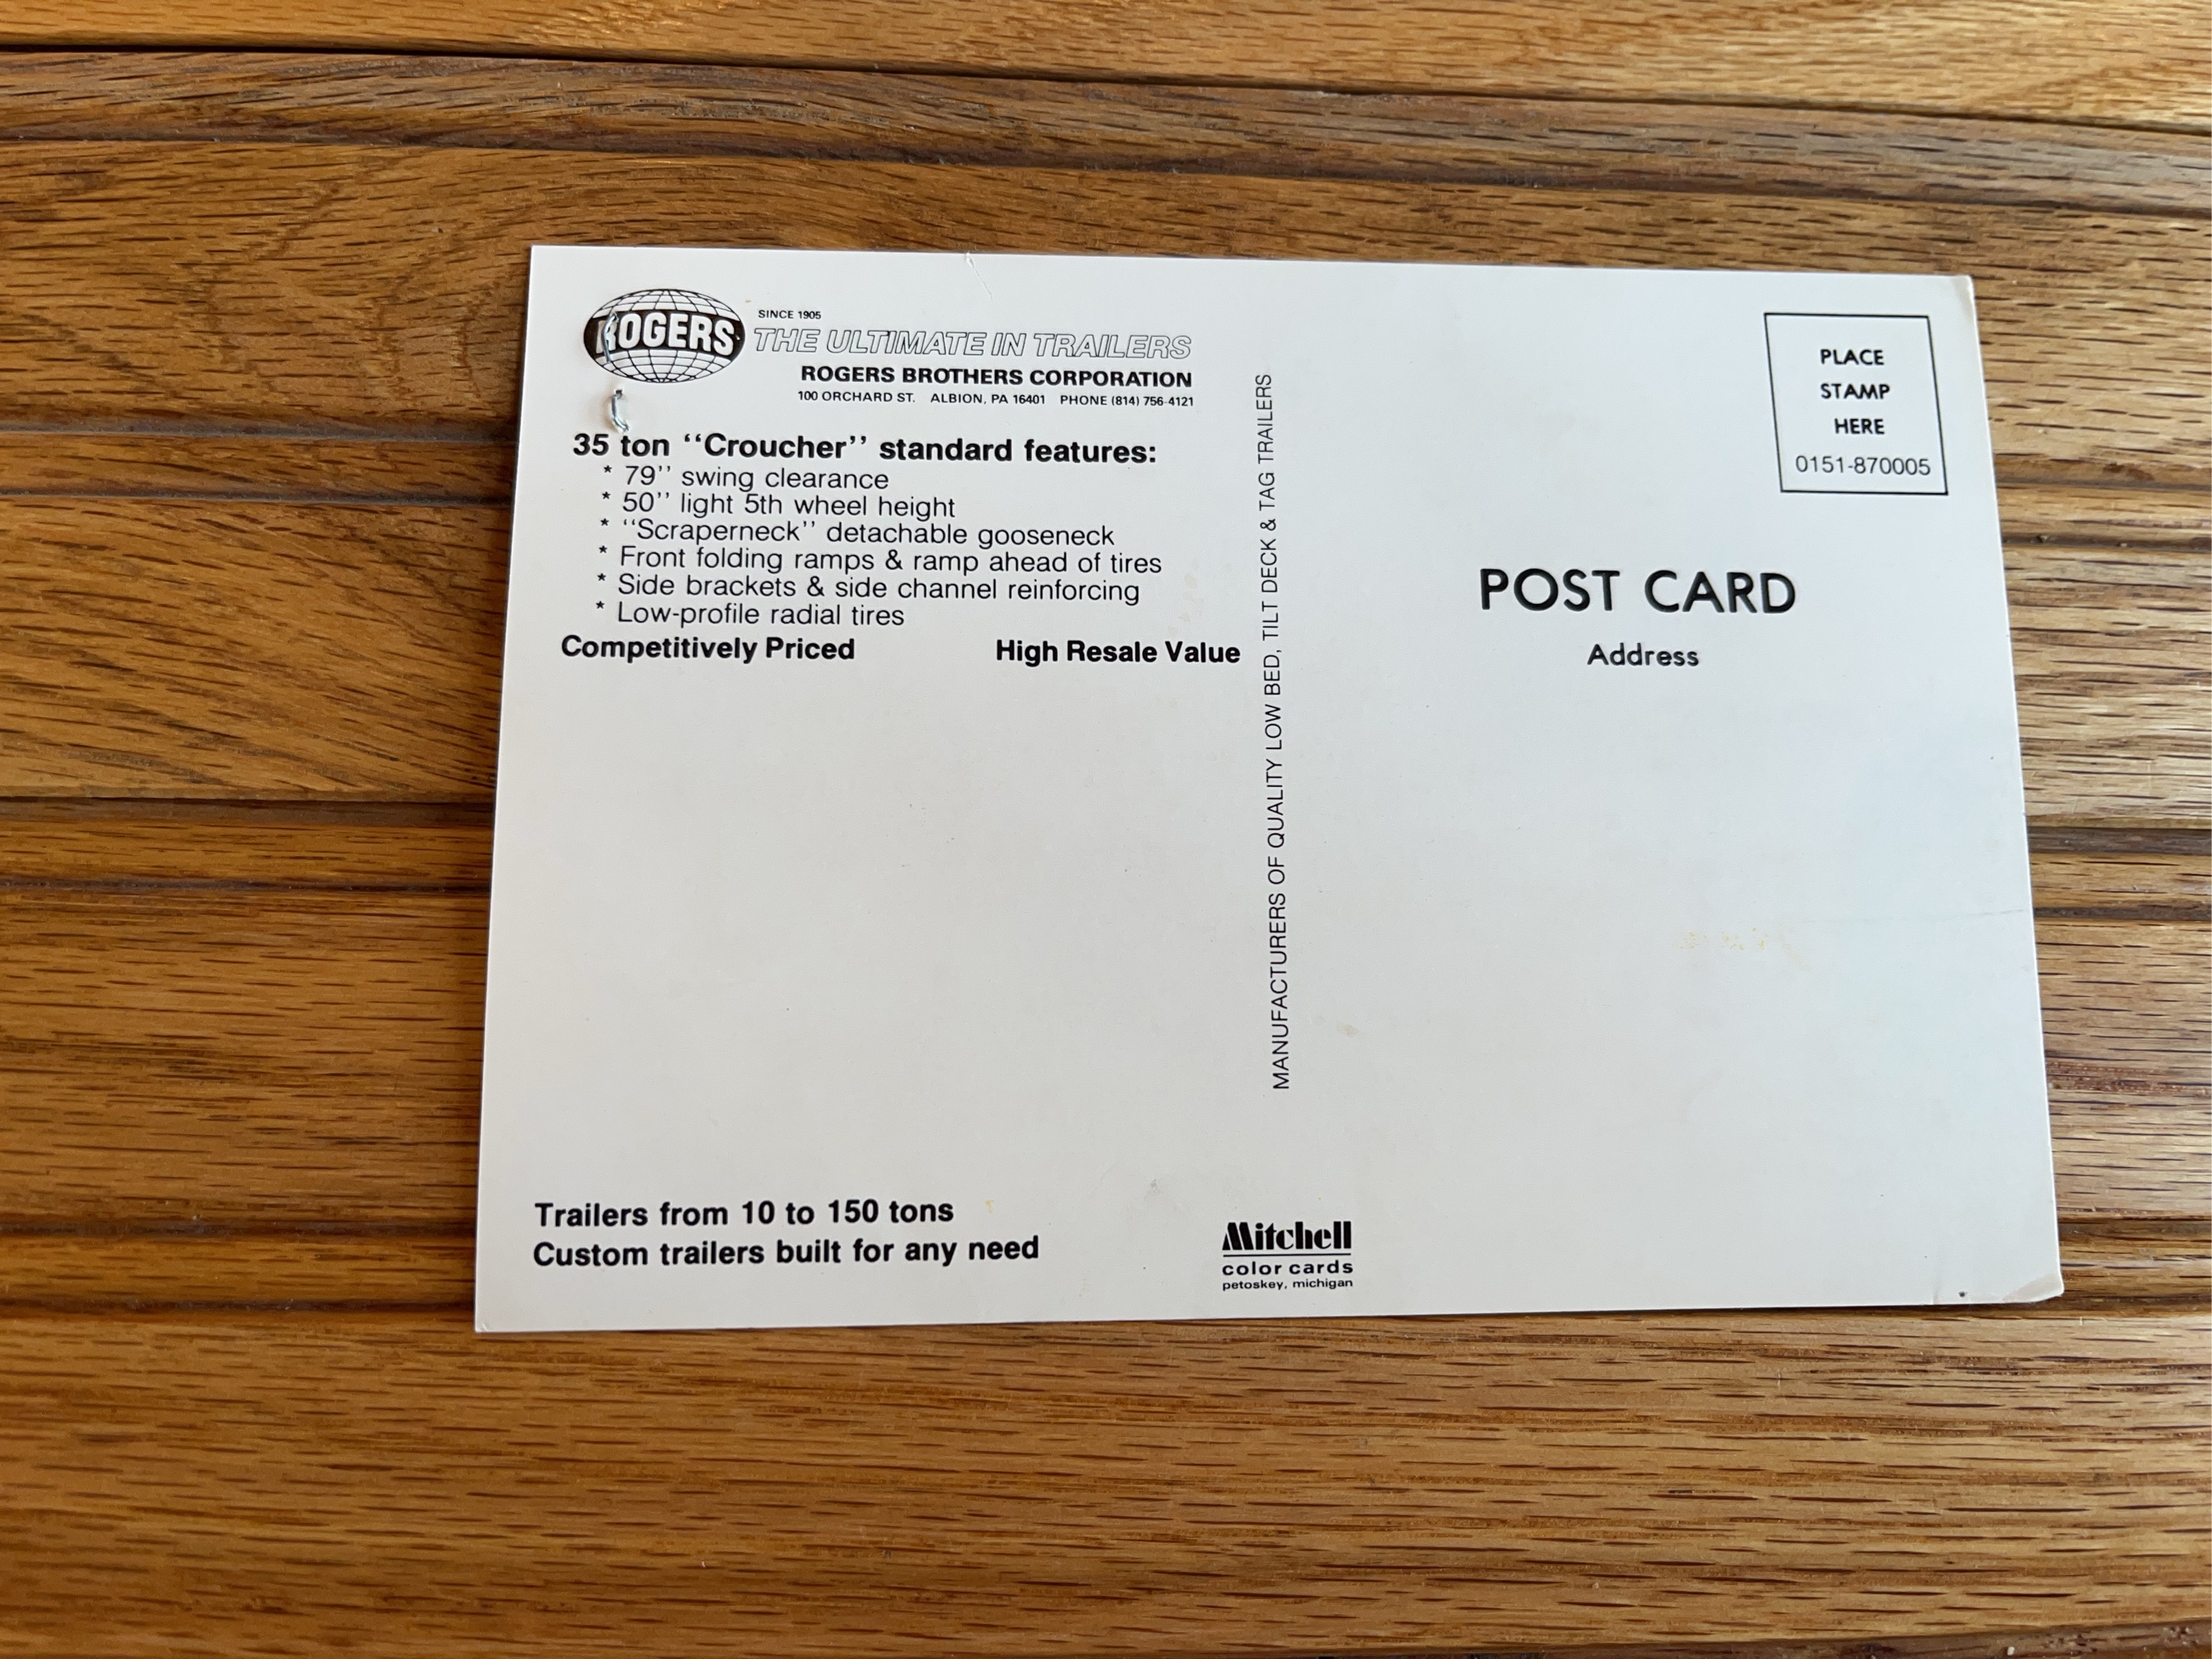 ROGERS
SINCE 1905
THE ULTIMATE IN TRAILERS
ROGERS BROTHERS CORPORATION
100 ORCHARD ST. ALBION, PA 16401 PHONE (814) 756-4121
35 ton ‘‘Croucher’’ standard features:
* 79’’ swing clearance
* 50’’ light 5th wheel height
* ‘‘Scraperneck’’ detachable gooseneck
* Front folding ramps & ramp ahead of tires
* Side brackets & side channel reinforcing
* Low-profile radial tires
Competitively Priced High Resale Value
Trailers from 10 to 150 tons
Custom trailers built for any need
MANUFACTURERS OF QUALITY LOW BED, TILT DECK & TAG TRAILERS
Mitchell
color cards
petoskey, michigan
PLACE
STAMP
HERE
0151-870005
POST CARD
Address